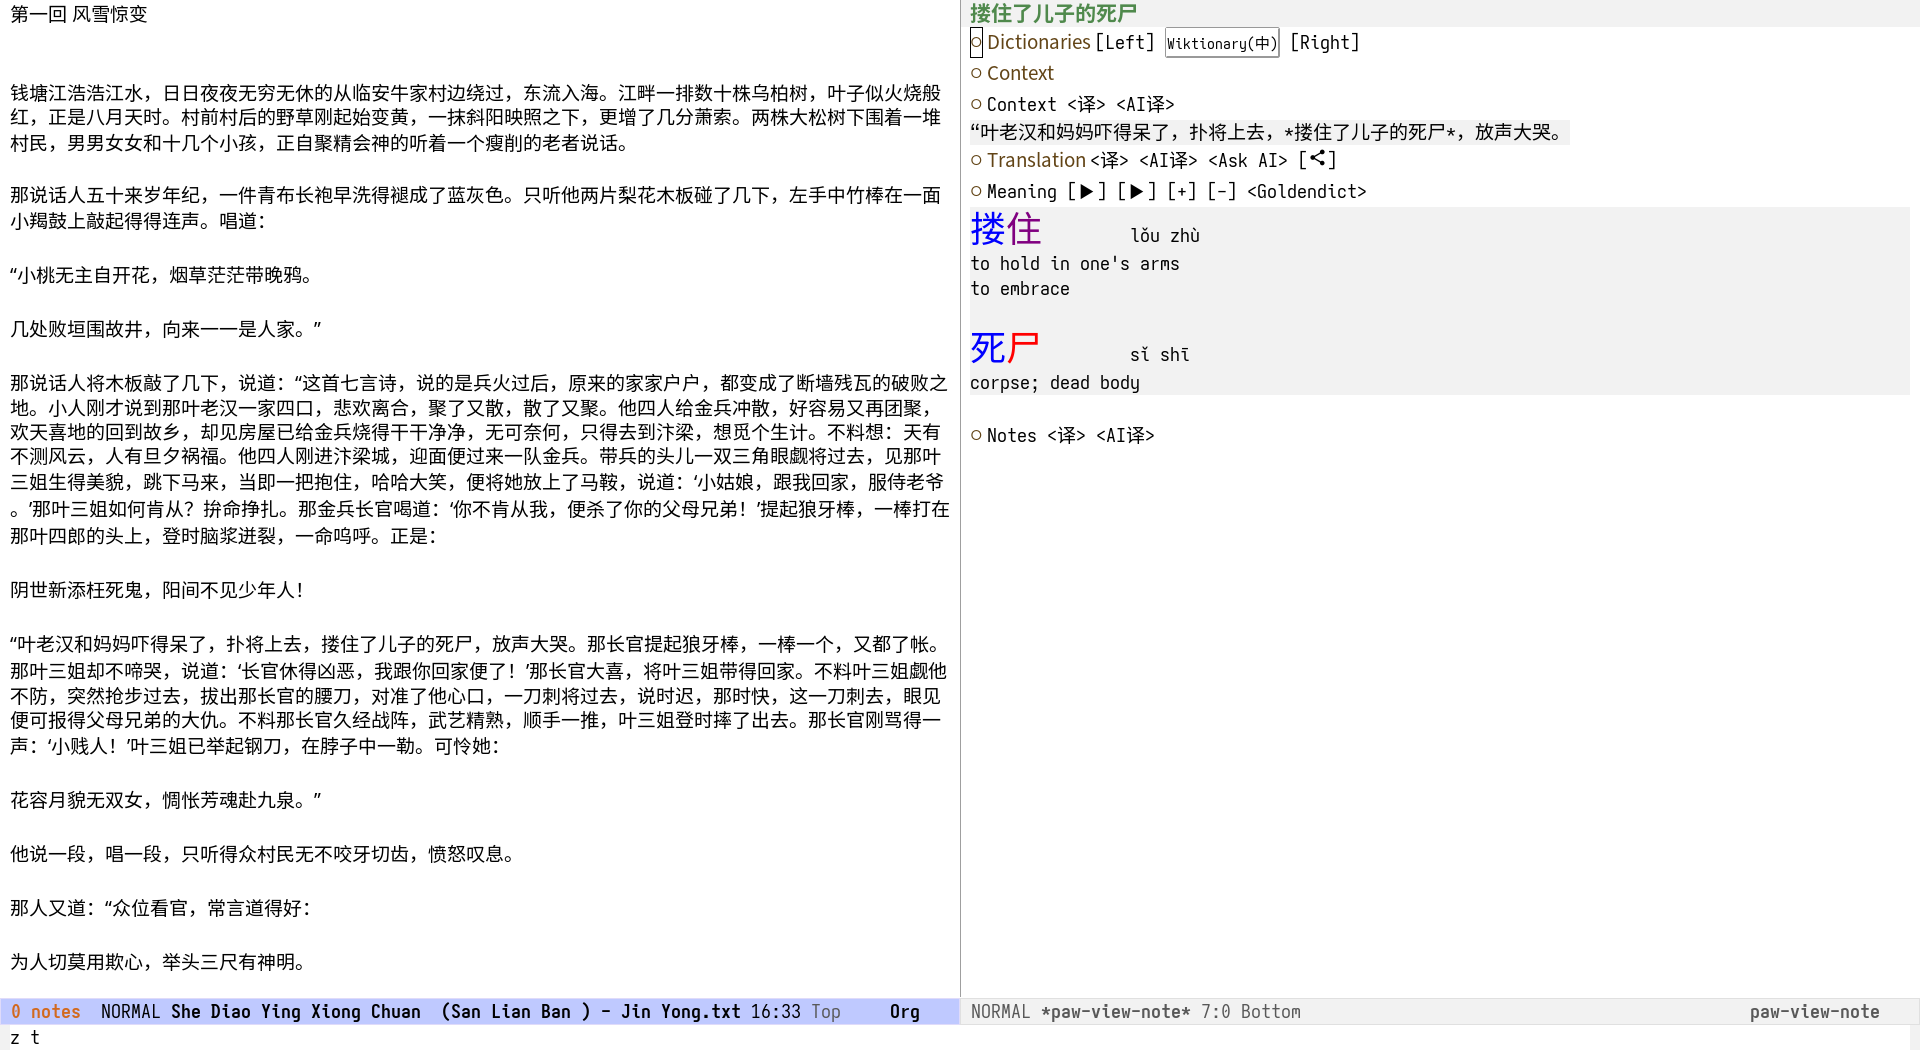 第一回 风雪惊变
钱塘江浩浩江水，日日夜夜无穷无休的从临安牛家村边绕过，东流入海。江畔一排数十株乌柏树，叶子似火烧般
红，正是八月天时。村前村后的野草刚起始变黄，一抹斜阳映照之下，更增了几分萧索。两株大松树下围着一堆
村民，男男女女和十几个小孩，正自聚精会神的听着一个瘦削的老者说话。
那说话人五十来岁年纪，一件青布长袍早洗得褪成了蓝灰色。只听他两片梨花木板碰了几下，左手中竹棒在一面
小羯鼓上敲起得得连声。唱道：
“小桃无主自开花，烟草茫茫带晚鸦。
几处败垣围故井，向来一一是人家。”
那说话人将木板敲了几下，说道：“这首七言诗，说的是兵火过后，原来的家家户户，都变成了断墙残瓦的破败之
地。小人刚才说到那叶老汉一家四口，悲欢离合，聚了又散，散了又聚。他四人给金兵冲散，好容易又再团聚，
欢天喜地的回到故乡，却见房屋已给金兵烧得干干净净，无可奈何，只得去到汴梁，想觅个生计。不料想：天有
不测风云，人有旦夕祸福。他四人刚进汴梁城，迎面便过来一队金兵。带兵的头儿一双三角眼觑将过去，见那叶
三姐生得美貌，跳下马来，当即一把抱住，哈哈大笑，便将她放上了马鞍，说道：‘小姑娘，跟我回家，服侍老爷
。’那叶三姐如何肯从？拚命挣扎。那金兵长官喝道：‘你不肯从我，便杀了你的父母兄弟！’提起狼牙棒，一棒打在
那叶四郎的头上，登时脑浆迸裂，一命呜呼。正是：
阴世新添枉死鬼，阳间不见少年人！
“叶老汉和妈妈吓得呆了，扑将上去，搂住了儿子的死尸，放声大哭。那长官提起狼牙棒，一棒一个，又都了帐。
那叶三姐却不啼哭，说道：‘长官休得凶恶，我跟你回家便了！’那长官大喜，将叶三姐带得回家。不料叶三姐觑他
不防，突然抢步过去，拔出那长官的腰刀，对准了他心口，一刀刺将过去，说时迟，那时快，这一刀刺去，眼见
便可报得父母兄弟的大仇。不料那长官久经战阵，武艺精熟，顺手一推，叶三姐登时摔了出去。那长官刚骂得一
声：‘小贱人！’叶三姐已举起钢刀，在脖子中一勒。可怜她：
花容月貌无双女，惆怅芳魂赴九泉。”
他说一段，唱一段，只听得众村民无不咬牙切齿，愤怒叹息。
那人又道：“众位看官，常言道得好：
为人切莫用欺心，举头三尺有神明。
0 notes NORMAL She Diao Ying Xiong Chuan (San Lian Ban ) - Jin Yong.txt 16:33 Top Org
z t
搂住了儿子的死尸
○ Dictionaries [Left] Wiktionary(中) [Right]
○ Context
○ Context <译> <AI译>
“叶老汉和妈妈吓得呆了，扑将上去，*搂住了儿子的死尸*，放声大哭。
○ Translation <译> <AI译> <Ask AI> [ ]
○ Meaning [▶] [▶] [+] [-] <Goldendict>
搂住 lǒu zhù
to hold in one's arms
to embrace
死尸 sǐ shī
corpse; dead body
○ Notes <译> <AI译>
NORMAL *paw-view-note* 7:0 Bottom paw-view-note